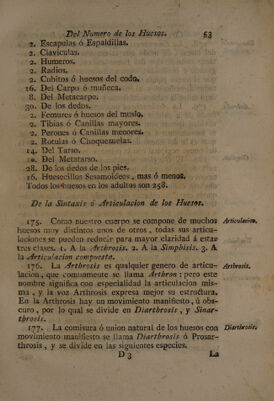 Del Numero de los Huesos. 53
2. Escapulas ó Espaldillas.
2. Claviculas.
2. Humeros.
2. Radios.
2. Cubitos ó huesos del codo.
16. Del Carpo ó muñeca.
8. Del Metacarpo.
30. De los dedos.
2. Femures ó huesos del muslo.
2. Tibias ó Canillas mayores.
2. Perones ó Canillas menores.
2. Rotulas ó Choquezuelas.
14. Del Tarso.
10. Del Metatarso.
28. De los dedos de los pies.
16. Huesecillos Sesamoideos, mas ó menos.
Todos los huesos en los adultos son 258.
De la Sintaxis ó Articulacion de los Huesos.
175. Como nuestro cuerpo se compone de muchos Articulacion.
huesos muy distintos unos de otros, todas sus articu-
laciones se pueden reducir para mayor claridad á estas
tres clases. 1. A la Arthrosis. 2. A la Simphisis. 3. A
la Articulacion compuesta.
176. La Arthrosis es qualquier genero de articu- Arthrosis.
lacion, que comunmente se llama Arthron: pero este
nombre significa con especialidad la articulacion mis-
ma, y la voz Arthrosis expresa mejor su estructura.
En la Arthrosis hay un movimiento manifiesto, ú obs-
curo, por lo qual se divide en Diarthrosis, y Sinar-
throsis.
177. La comisura ó union natural de los huesos con Diarthrosis.
movimiento manifiesto se llama Diarthrosis ó Prosar-
throsis, y se divide en las siguientes especies.
D 3 La